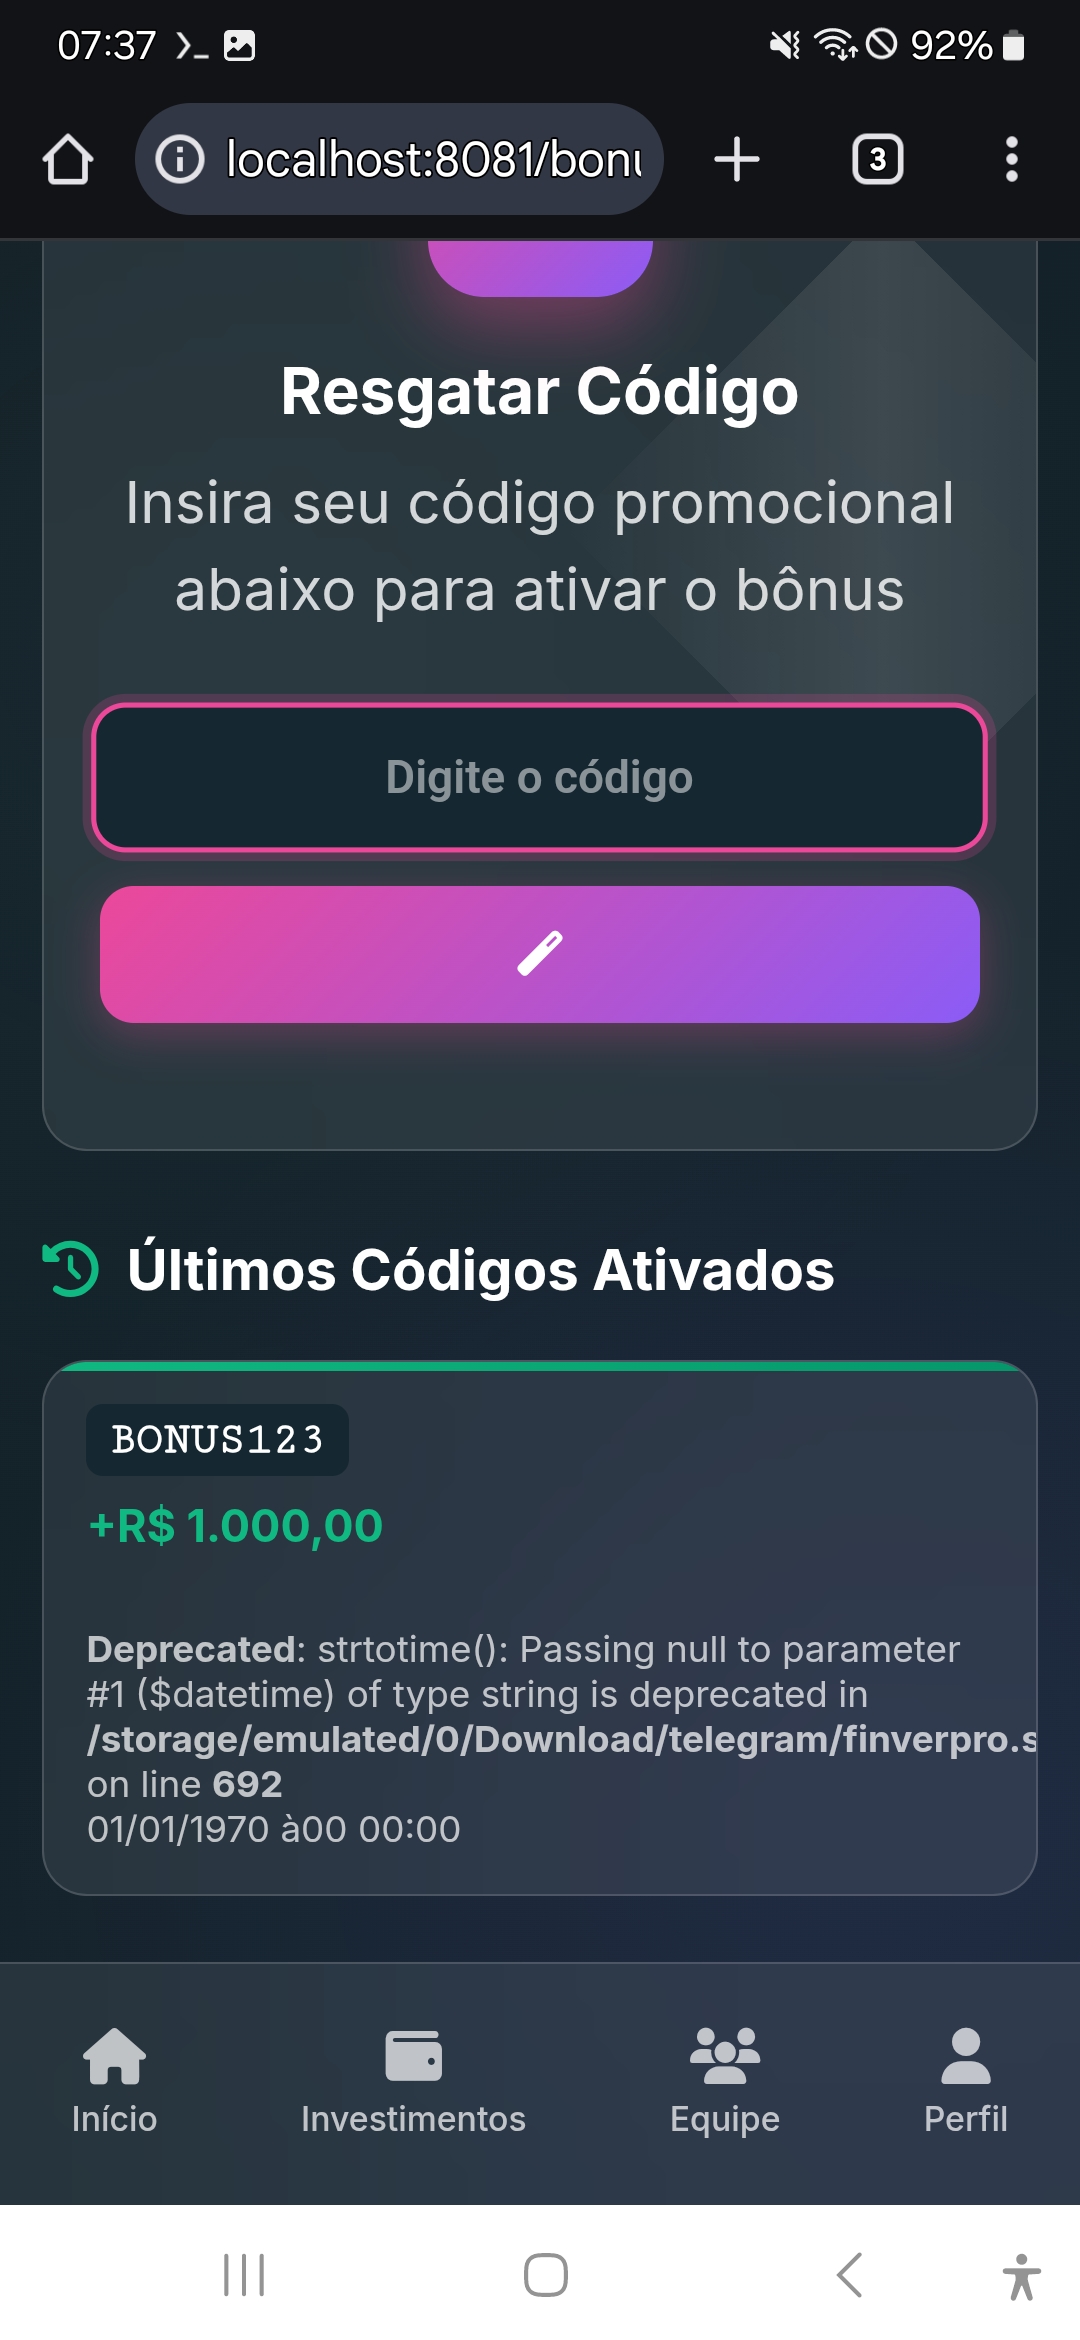 07:37
92%
localhost:8081/bonu
3
Resgatar Código
Insira seu código promocional
abaixo para ativar o bônus
Digite o código
Últimos Códigos Ativados
BONUS123
+R$ 1.000,00
Deprecated: strtotime(): Passing null to parameter
#1 ($datetime) of type string is deprecated in
/storage/emulated/0/Download/telegram/finverpro.s
on line 692
01/01/1970 à00 00:00
Início
Investimentos
Equipe
Perfil